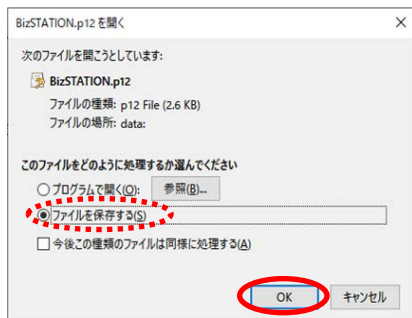 BizSTATION.p12 を開く
次のファイルを開こうとしています:
BizSTATION.p12
ファイルの種類: p12 File (2.6 KB)
ファイルの場所: data:
このファイルをどのように処理するか選んでください
プログラムで開く(O): 参照(B)...
ファイルを保存する(S)
今後この種類のファイルは同様に処理する(A)
OK キャンセル